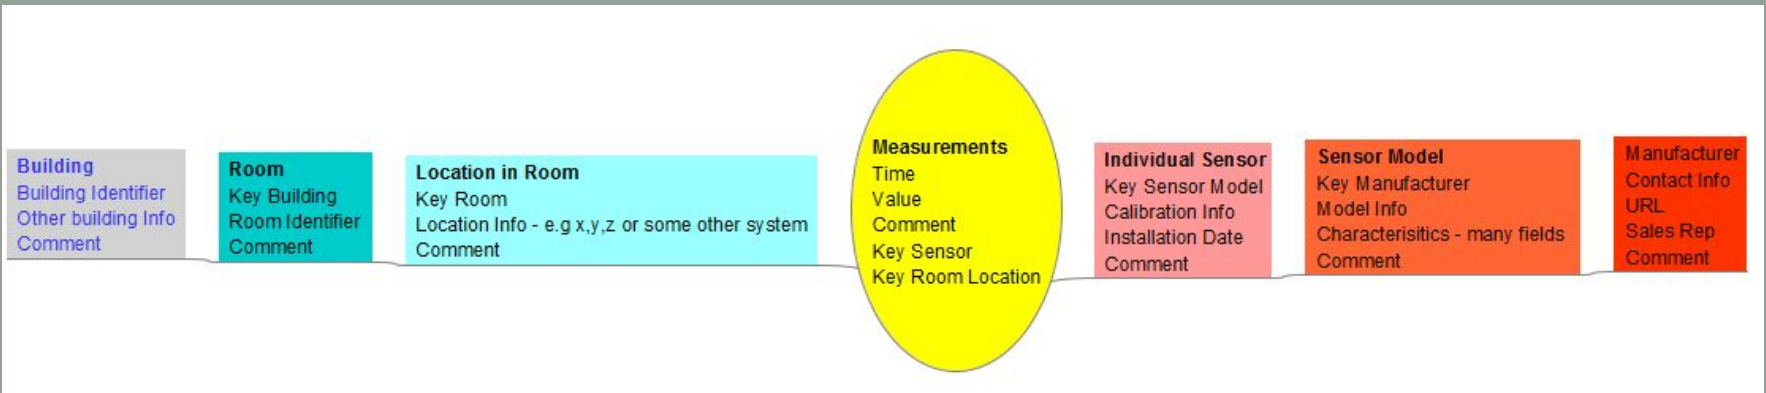 Building
Building Identifier
Other building Info
Comment
Room
Key Building
Room Identifier
Comment
Location in Room
Key Room
Location Info - e.g x,y,z or some other system
Comment
Measurements
Time
Value
Comment
Key Sensor
Key Room Location
Individual Sensor
Key Sensor Model
Calibration Info
Installation Date
Comment
Sensor Model
Key Manufacturer
Model Info
Characterisitics - many fields
Comment
Manufacturer
Contact Info
URL
Sales Rep
Comment